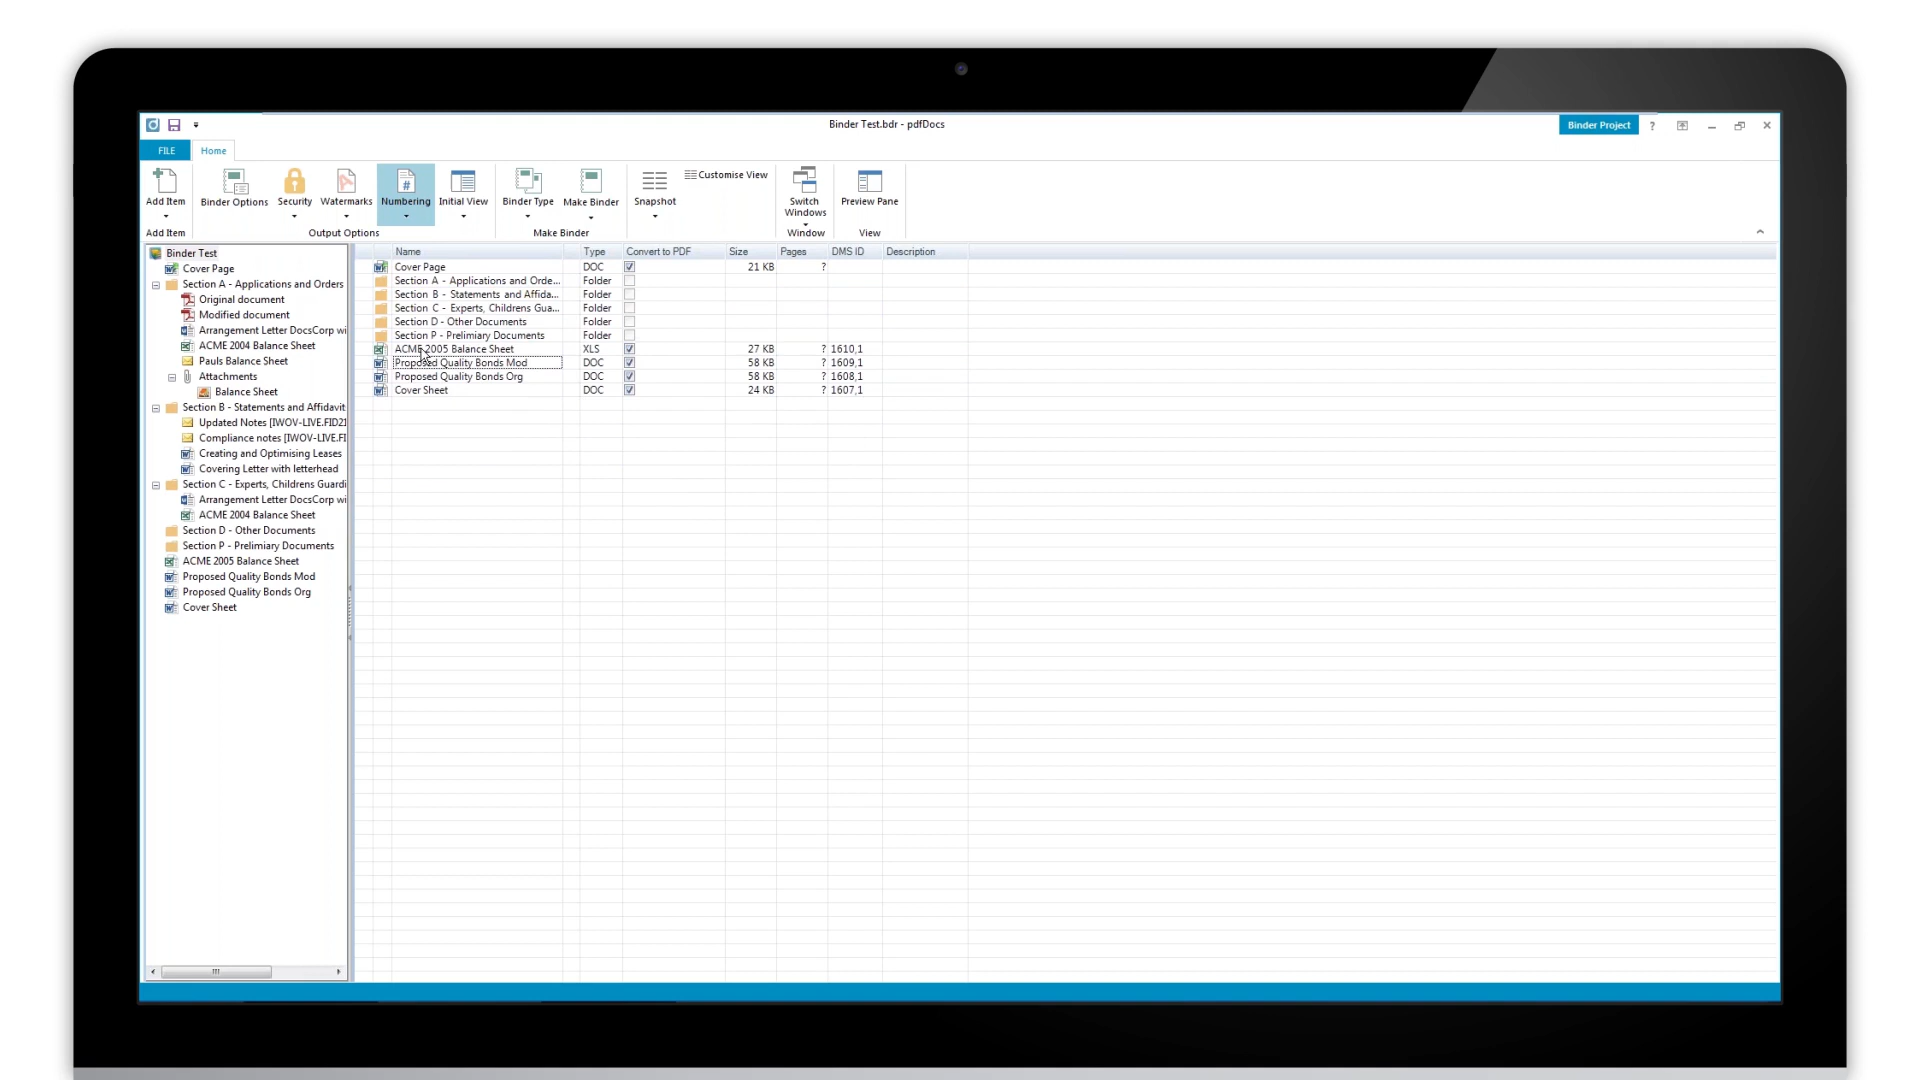 Binder Test.bdr - pdfDocs
Binder Project ?
FILE Home
Add Item
Binder Options
Security
Watermarks
Numbering
Initial View
Binder Type
Make Binder
Snapshot
Customise View
Switch
Windows
Preview Pane
Add Item
Output Options
Make Binder
Window
View
Binder Test
Cover Page
Section A - Applications and Orders
Original document
Modified document
Arrangement Letter DocsCorp wi
ACME 2004 Balance Sheet
Pauls Balance Sheet
Attachments
Balance Sheet
Section B - Statements and Affidavit
Updated Notes [IWOV-LIVE.FID21
Compliance notes [IWOV-LIVE.FI
Creating and Optimising Leases
Covering Letter with letterhead
Section C - Experts, Childrens Guardi
Arrangement Letter DocsCorp wi
ACME 2004 Balance Sheet
Section D - Other Documents
Section P - Prelimiary Documents
ACME 2005 Balance Sheet
Proposed Quality Bonds Mod
Proposed Quality Bonds Org
Cover Sheet
Name Type Convert to PDF Size Pages DMS ID Description
Cover Page DOC 21 KB ?
Section A - Applications and Orde... Folder
Section B - Statements and Affida... Folder
Section C - Experts, Childrens Gua... Folder
Section D - Other Documents Folder
Section P - Prelimiary Documents Folder
ACME 2005 Balance Sheet XLS 27 KB ? 1610,1
Proposed Quality Bonds Mod DOC 58 KB ? 1609,1
Proposed Quality Bonds Org DOC 58 KB ? 1608,1
Cover Sheet DOC 24 KB ? 1607,1